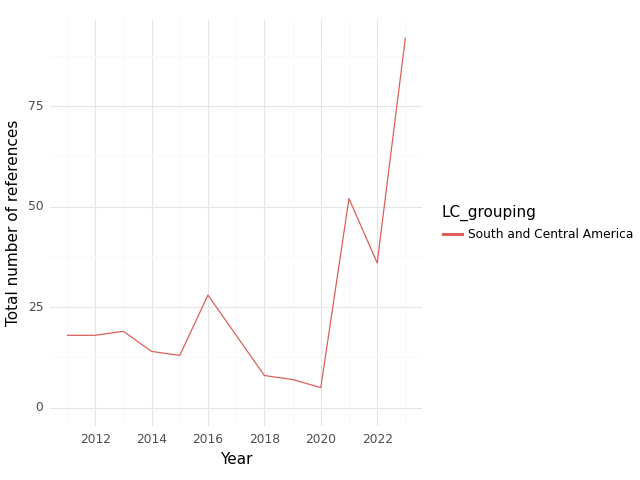 75
50
25
0
2012 2014 2016 2018 2020 2022
Year
Total number of references
LC_grouping
South and Central America